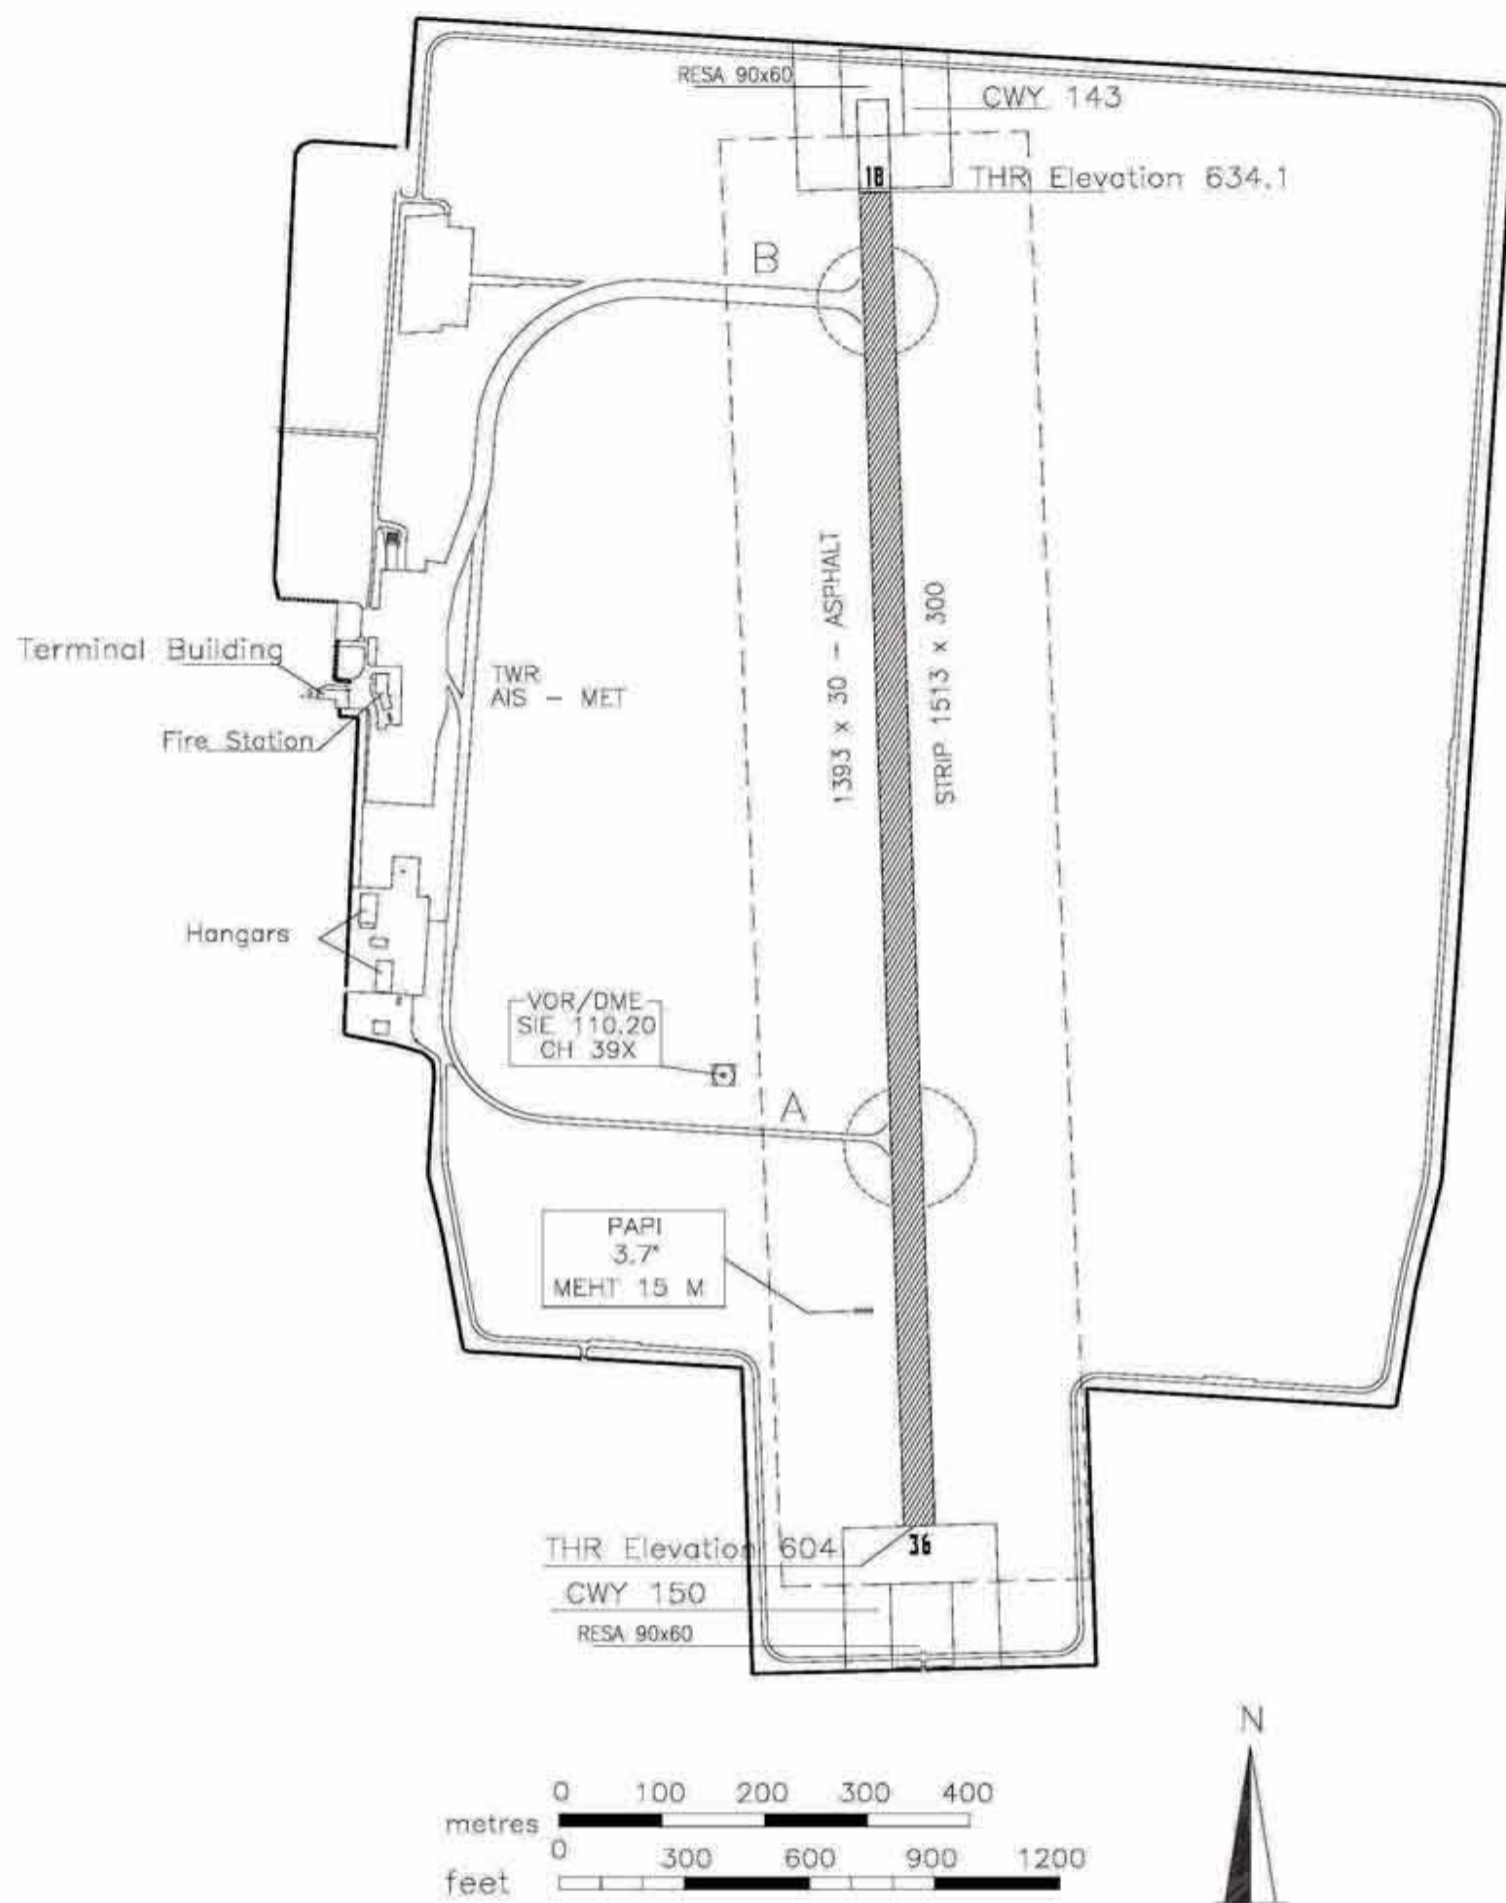 RESA 90x60
CWY 143
18
THR Elevation 634.1
B
1393 x 30 - ASPHALT
STRIP 1513 x 300
Terminal Building
TWR
AIS - MET
Fire Station
Hangars
VOR/DME
SIE 110.20
CH 39X
A
PAPI
3.7°
MEHT 15 M
THR Elevation 604
36
CWY 150
RESA 90x60
N
0 100 200 300 400
metres
0 300 600 900 1200
feet